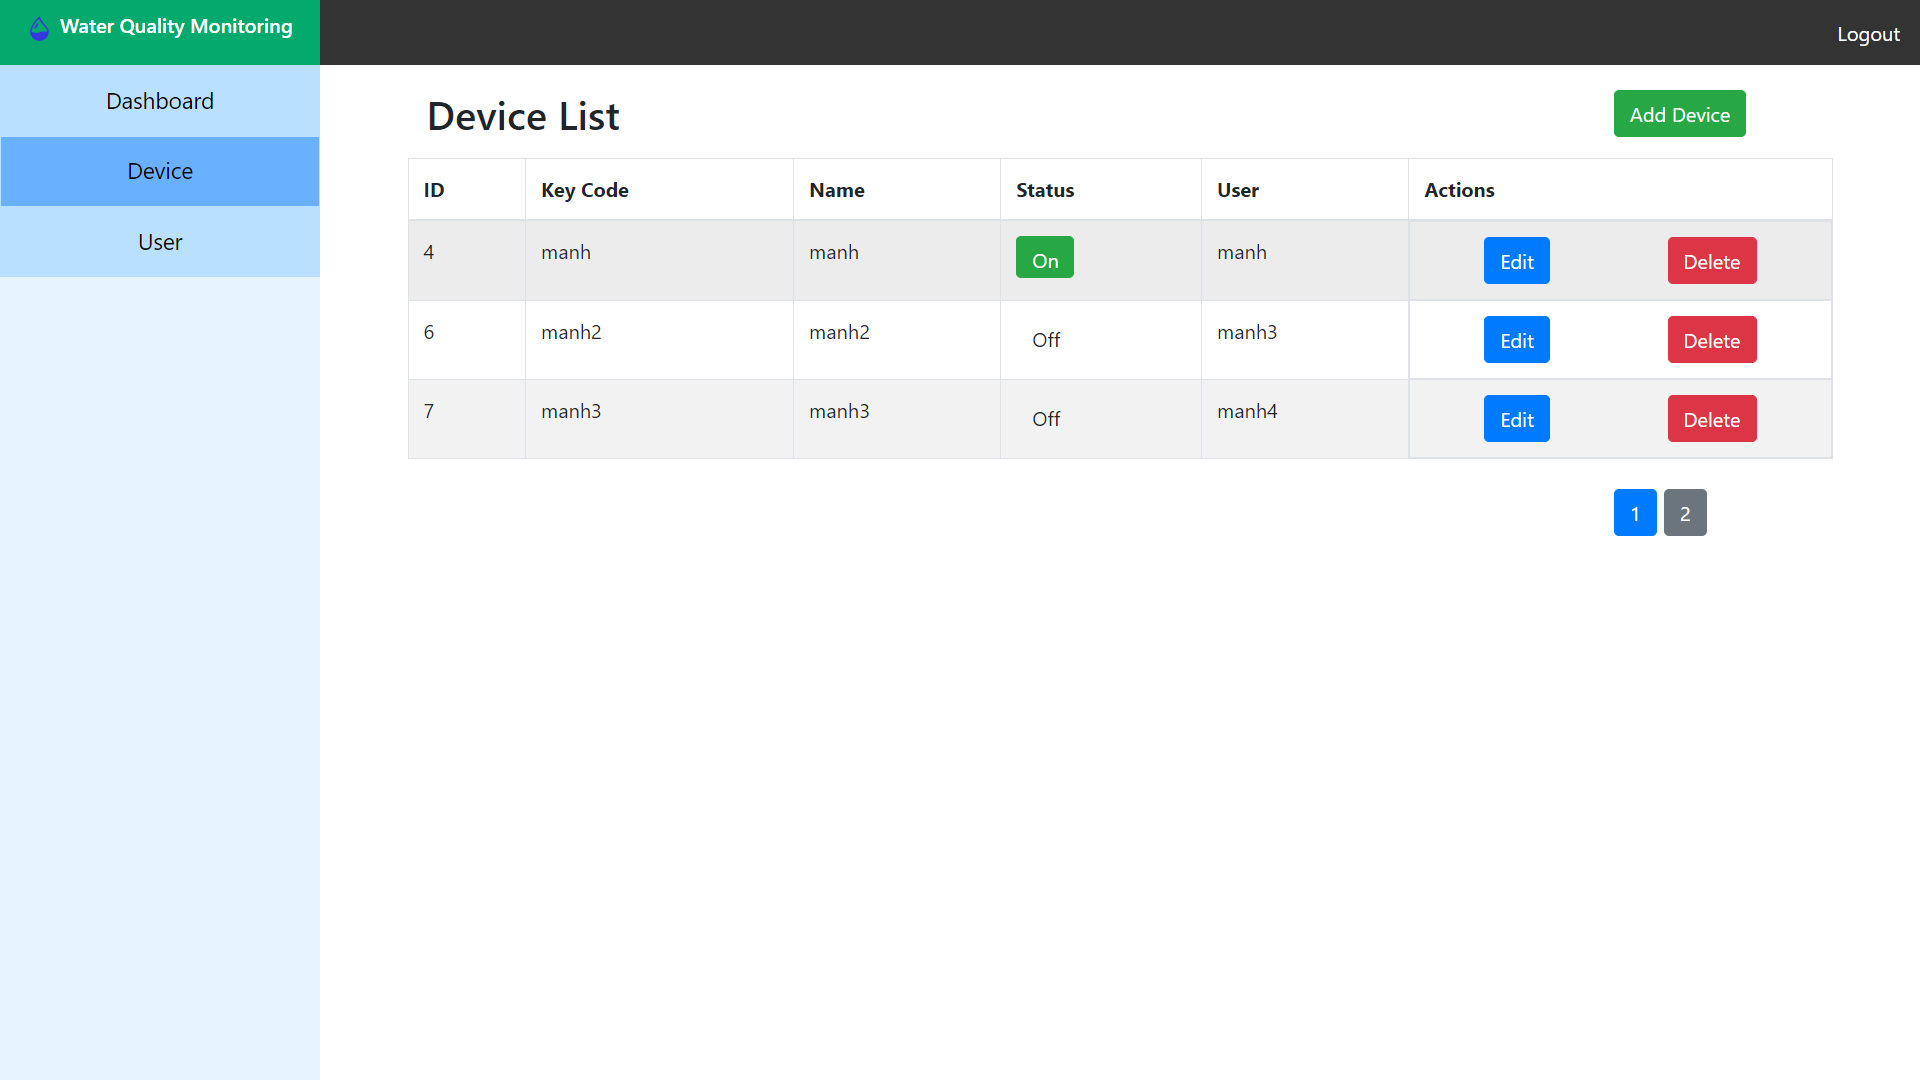 Water Quality Monitoring
Logout
Dashboard
Device
User
Device List
Add Device
ID Key Code Name Status User Actions
4 manh manh On manh Edit Delete
6 manh2 manh2 Off manh3 Edit Delete
7 manh3 manh3 Off manh4 Edit Delete
1 2